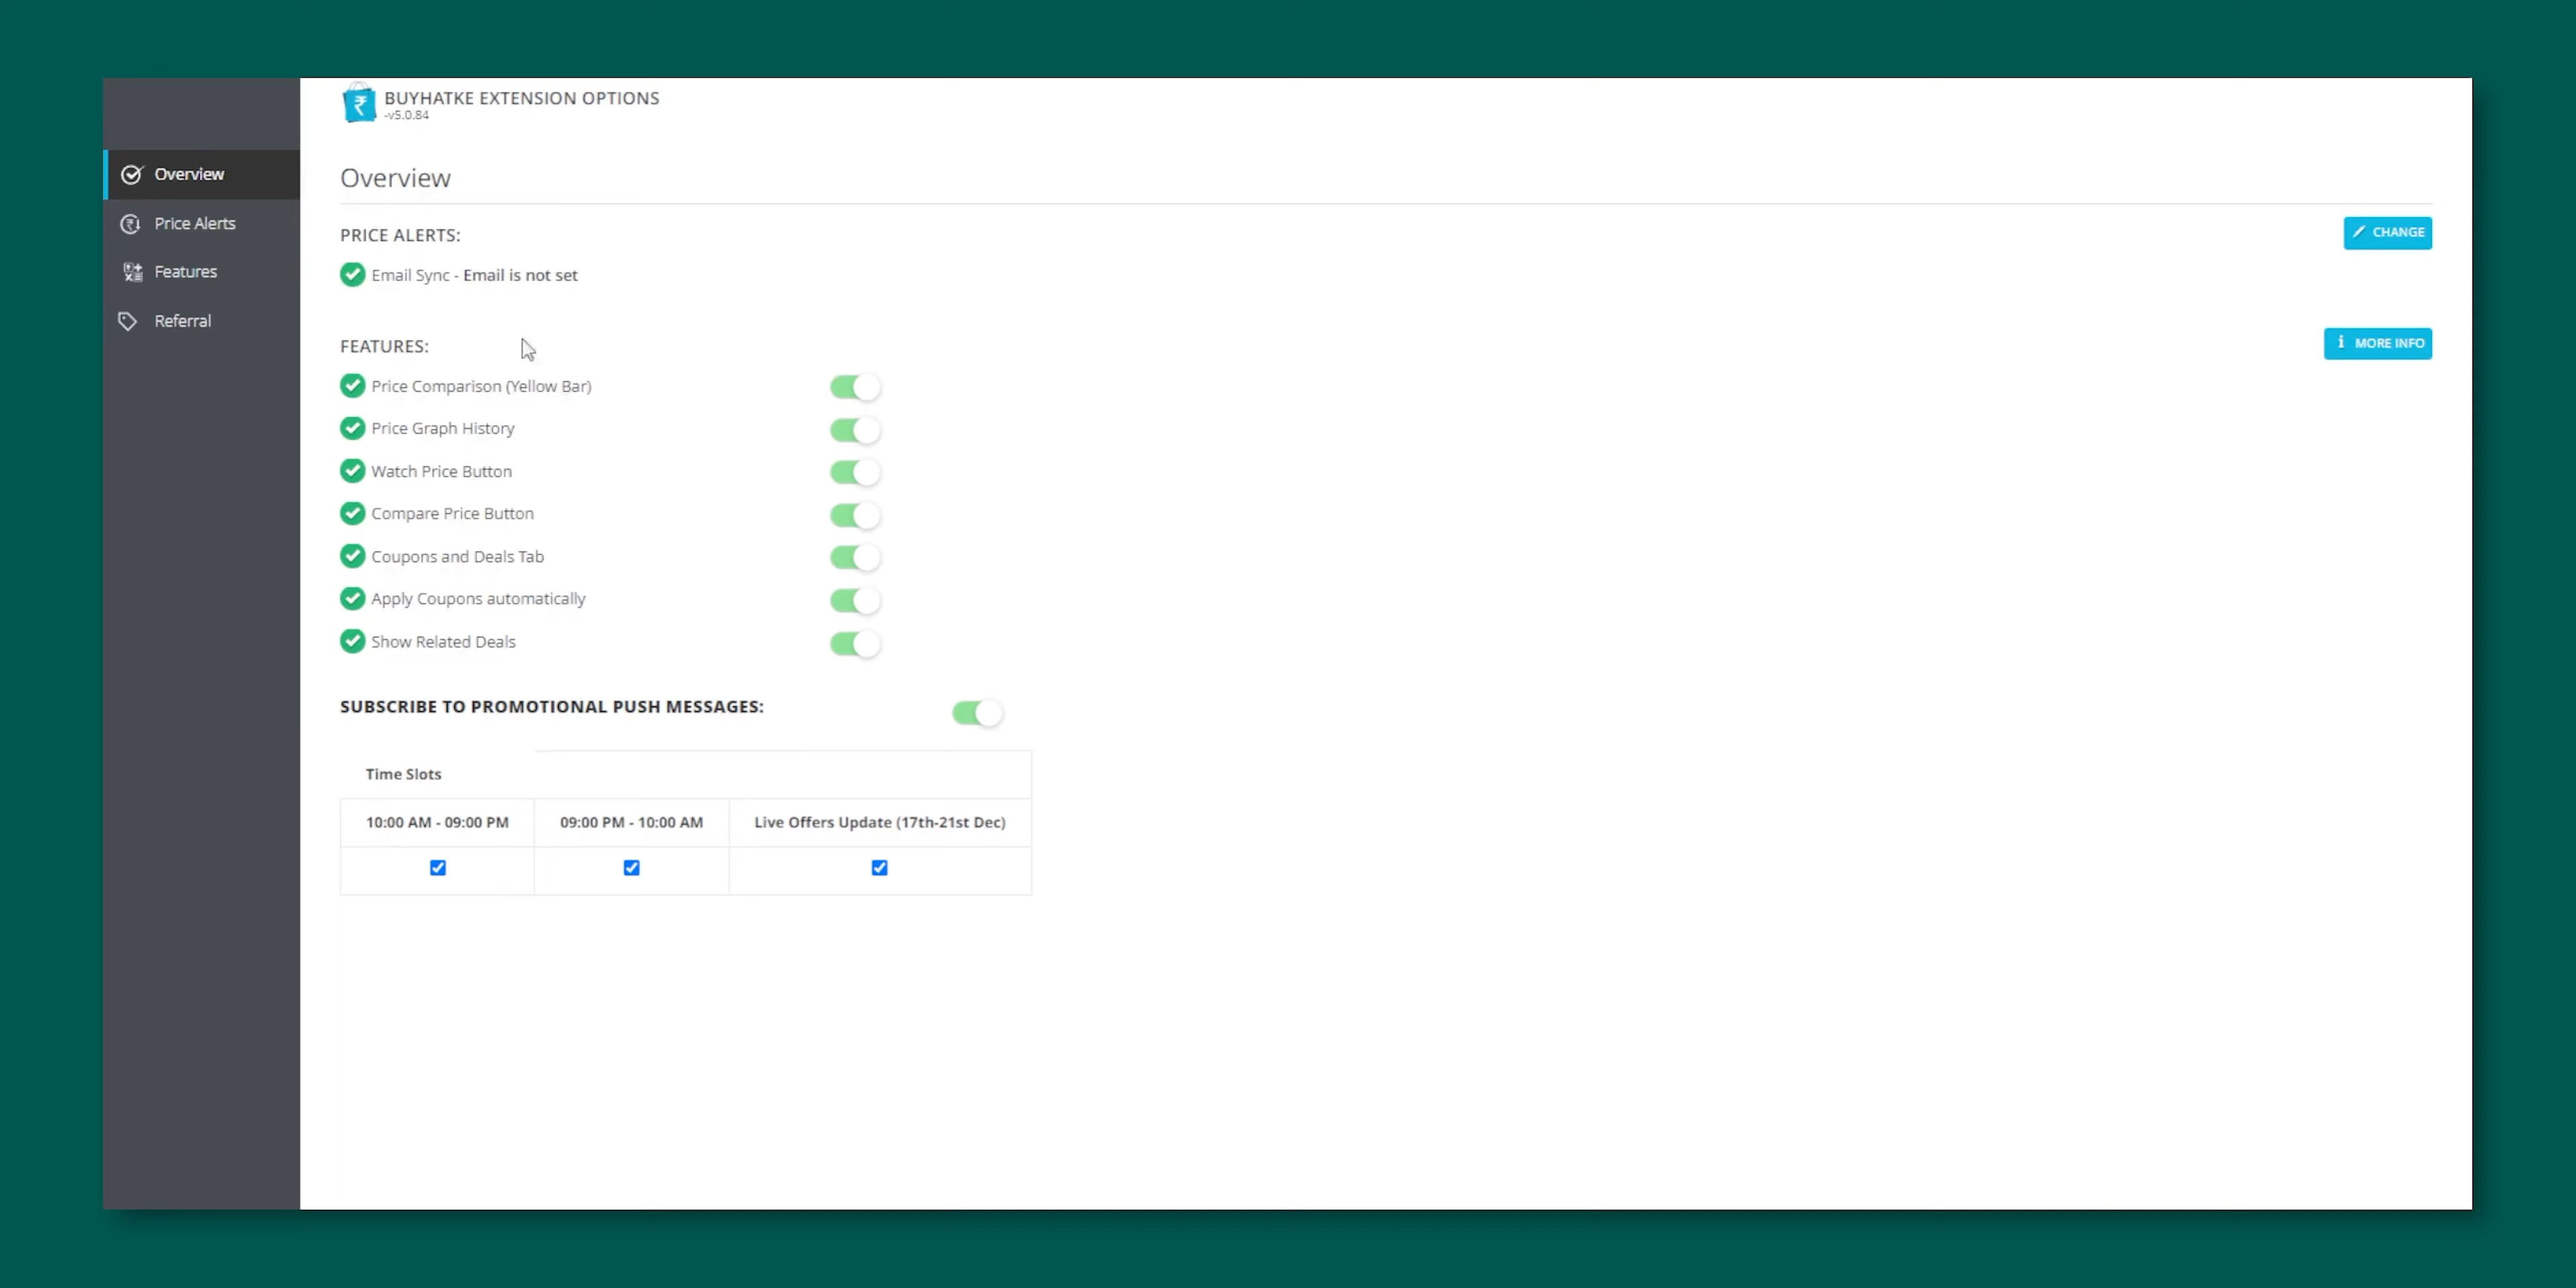 BUYHATKE EXTENSION OPTIONS
-v5.0.84
Overview
Price Alerts
Features
Referral
Overview
PRICE ALERTS:
CHANGE
Email Sync - Email is not set
FEATURES:
MORE INFO
Price Comparison (Yellow Bar)
Price Graph History
Watch Price Button
Compare Price Button
Coupons and Deals Tab
Apply Coupons automatically
Show Related Deals
SUBSCRIBE TO PROMOTIONAL PUSH MESSAGES:
Time Slots
10:00 AM - 09:00 PM 09:00 PM - 10:00 AM Live Offers Update (17th-21st Dec)